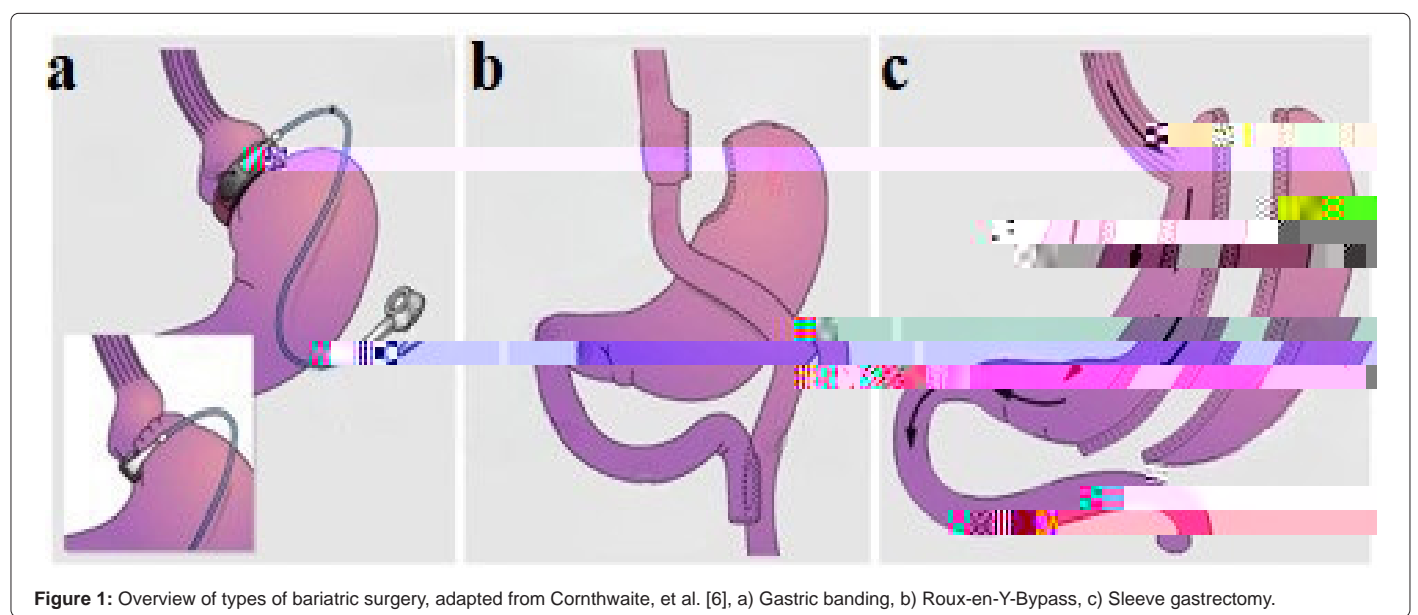 a b c
Figure 1: Overview of types of bariatric surgery, adapted from Cornthwaite, et al. [6], a) Gastric banding, b) Roux-en-Y-Bypass, c) Sleeve gastrectomy.